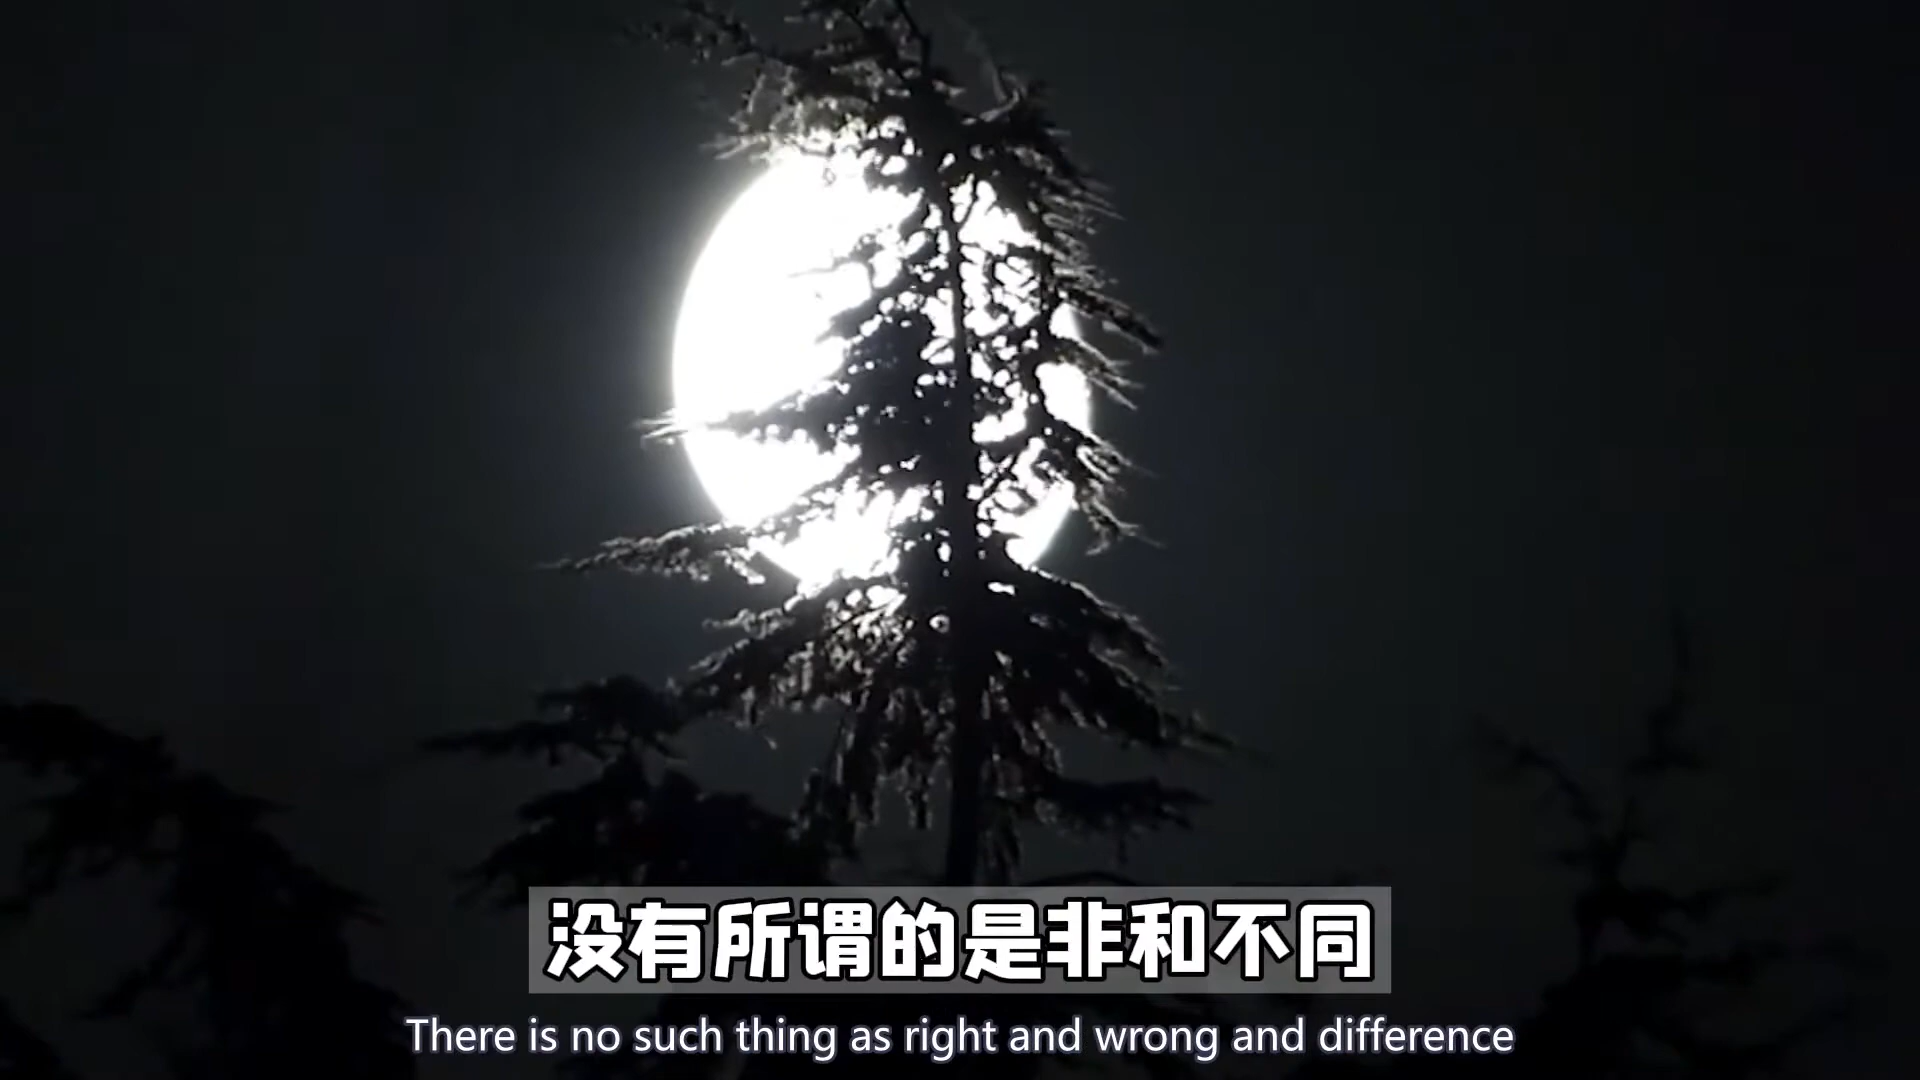 没有所谓的是非和不同
There is no such thing as right and wrong and difference